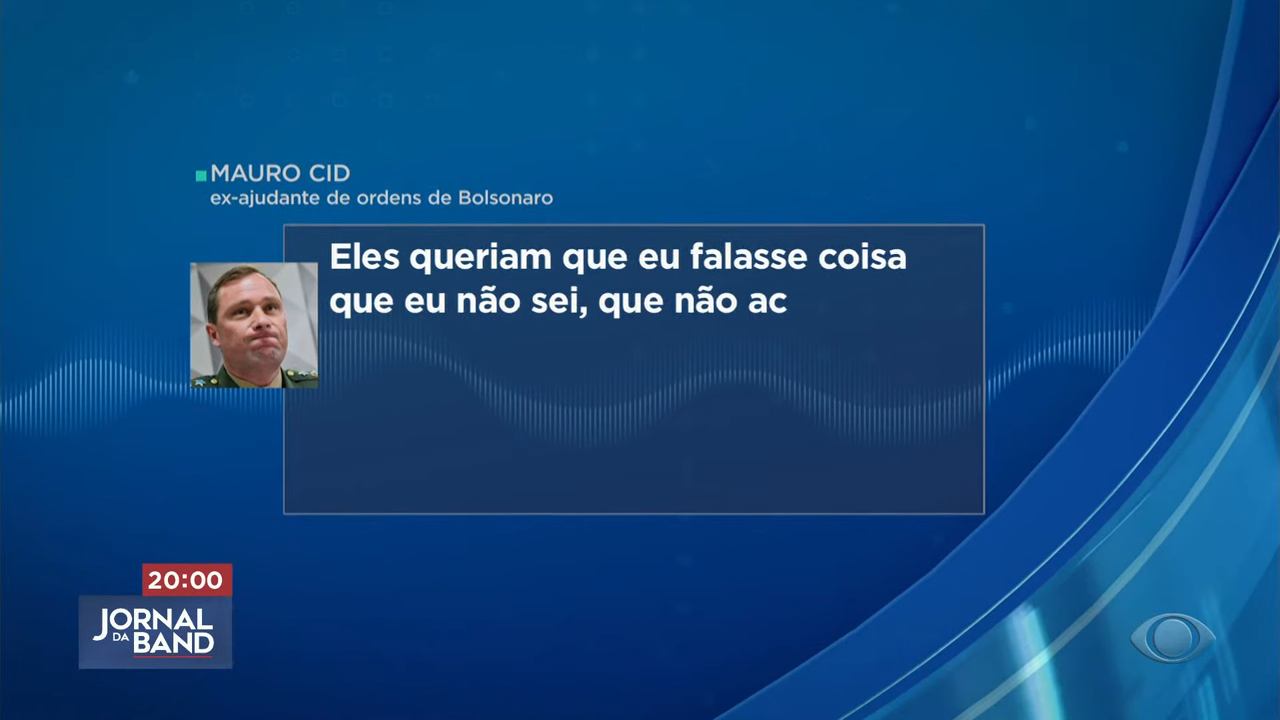 MAURO CID
ex-ajudante de ordens de Bolsonaro
Eles queriam que eu falasse coisa
que eu não sei, que não ac
20:00
JORNAL
DA BAND